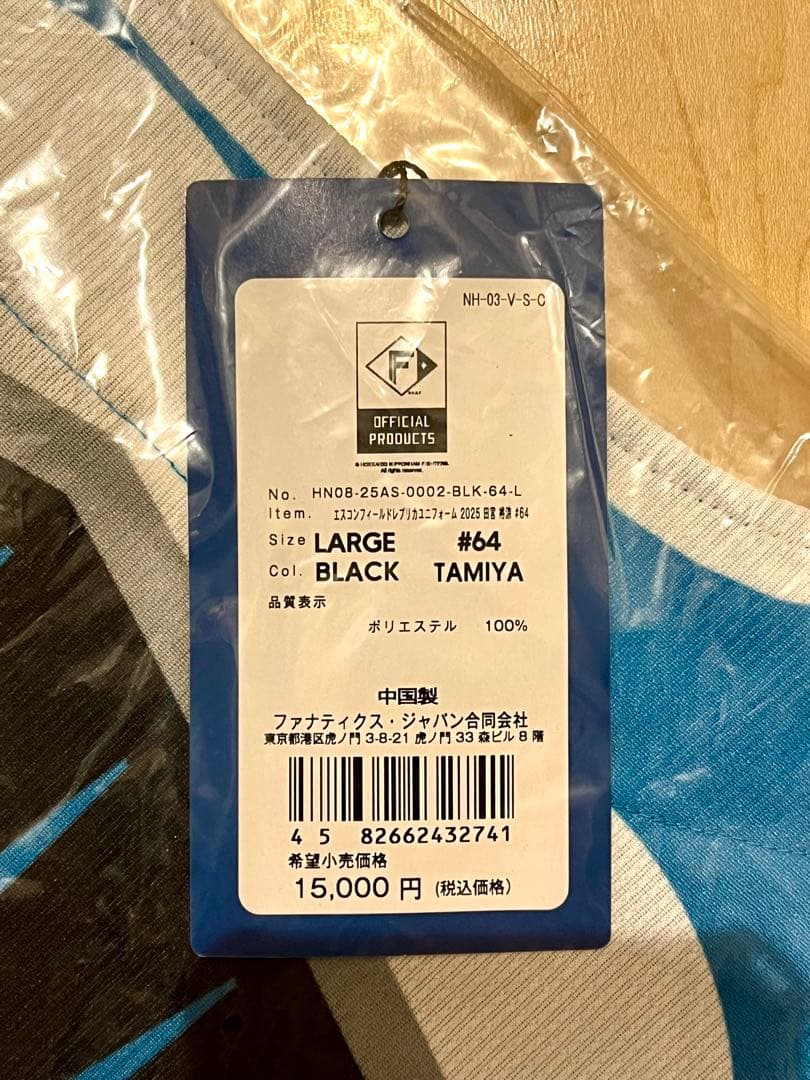 NH-03-V-S-C
F
OFFICIAL
PRODUCTS
All rights reserved.
No. HN08-25AS-0002-BLK-64-L
Item. エスコンフィールドレプリカユニフォーム 2025 田宮 #64
Size LARGE #64
Col. BLACK TAMIYA
品質表示
ポリエステル 100%
中国製
ファナティクス・ジャパン合同会社
東京都港区虎ノ門 3-8-21 虎ノ門 33 森ビル 8 階
4 5 82662432741
希望小売価格
15,000 円 (税込価格)